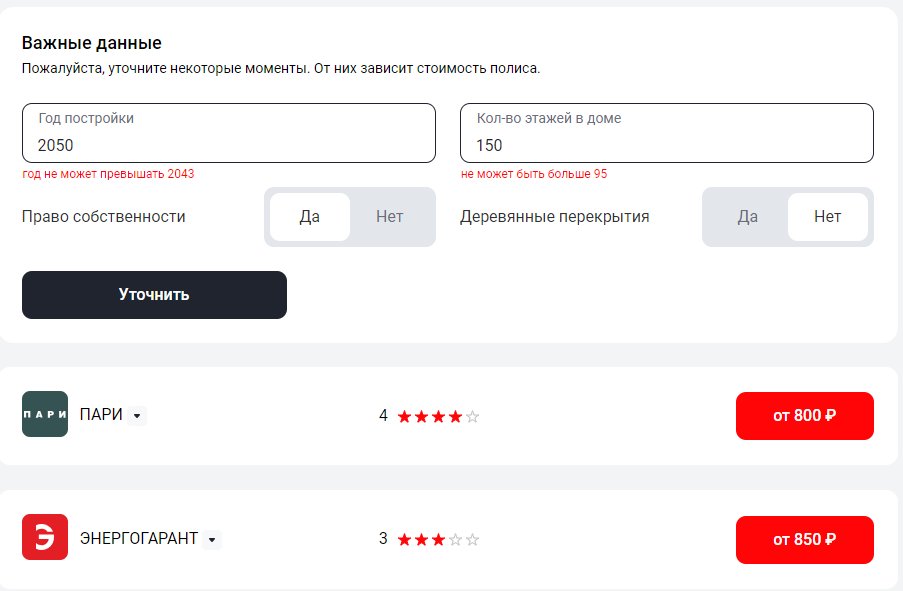 Важные данные
Пожалуйста, уточните некоторые моменты. От них зависит стоимость полиса.
Год постройки
2050
год не может превышать 2043
Кол-во этажей в доме
150
не может быть больше 95
Право собственности Да Нет
Деревянные перекрытия Да Нет
Уточнить
ПАРИ ПАРИ 4 от 800 ₽
Э ЭНЕРГОГАРАНТ 3 от 850 ₽